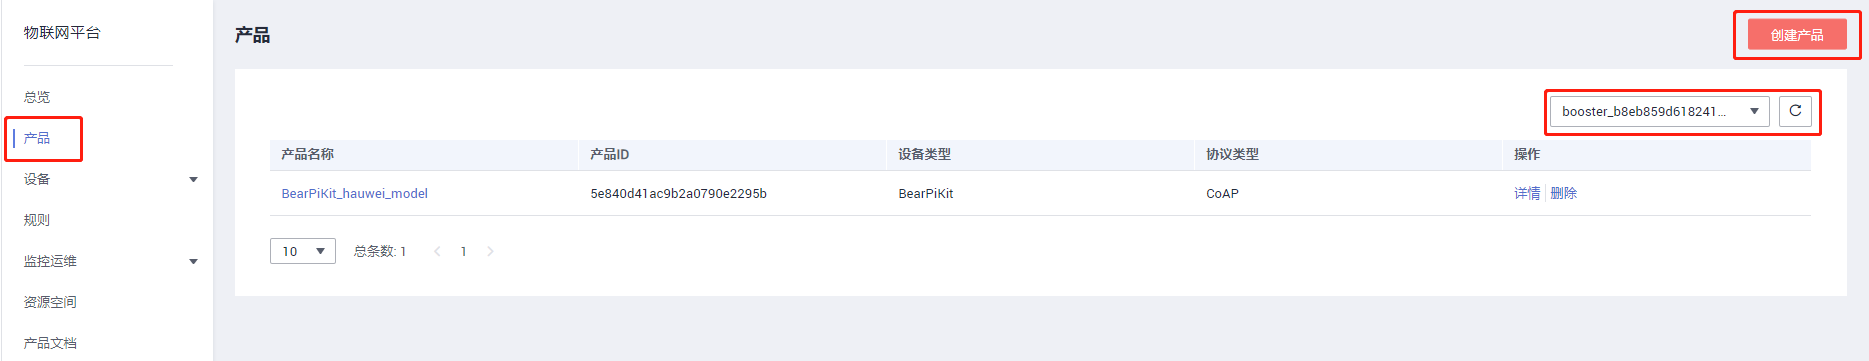 物联网平台
总览
产品
设备
规则
监控运维
资源空间
产品文档
产品
创建产品
booster_b8eb859d618241...
产品名称 产品ID 设备类型 协议类型 操作
BearPiKit_hauwei_model 5e840d41ac9b2a0790e2295b BearPiKit CoAP 详情 删除
10 总条数: 1 < 1 >